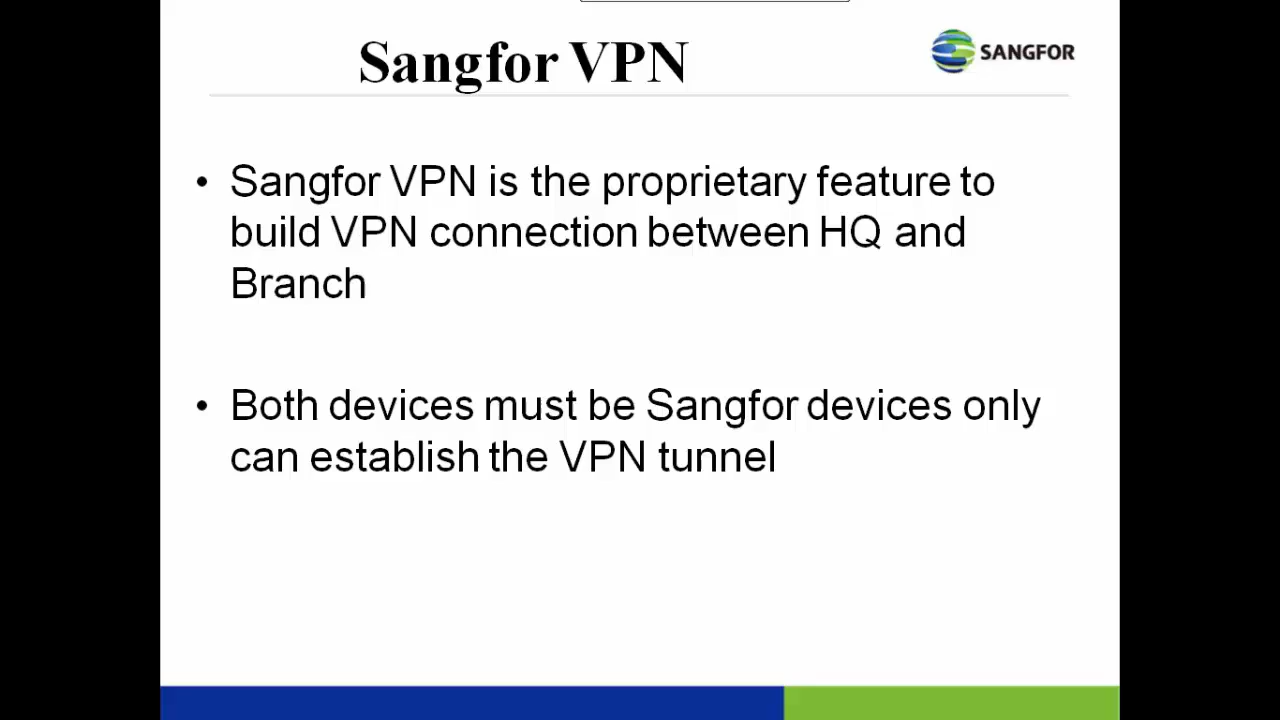 Sangfor VPN
SANGFOR
• Sangfor VPN is the proprietary feature to
build VPN connection between HQ and
Branch
• Both devices must be Sangfor devices only
can establish the VPN tunnel